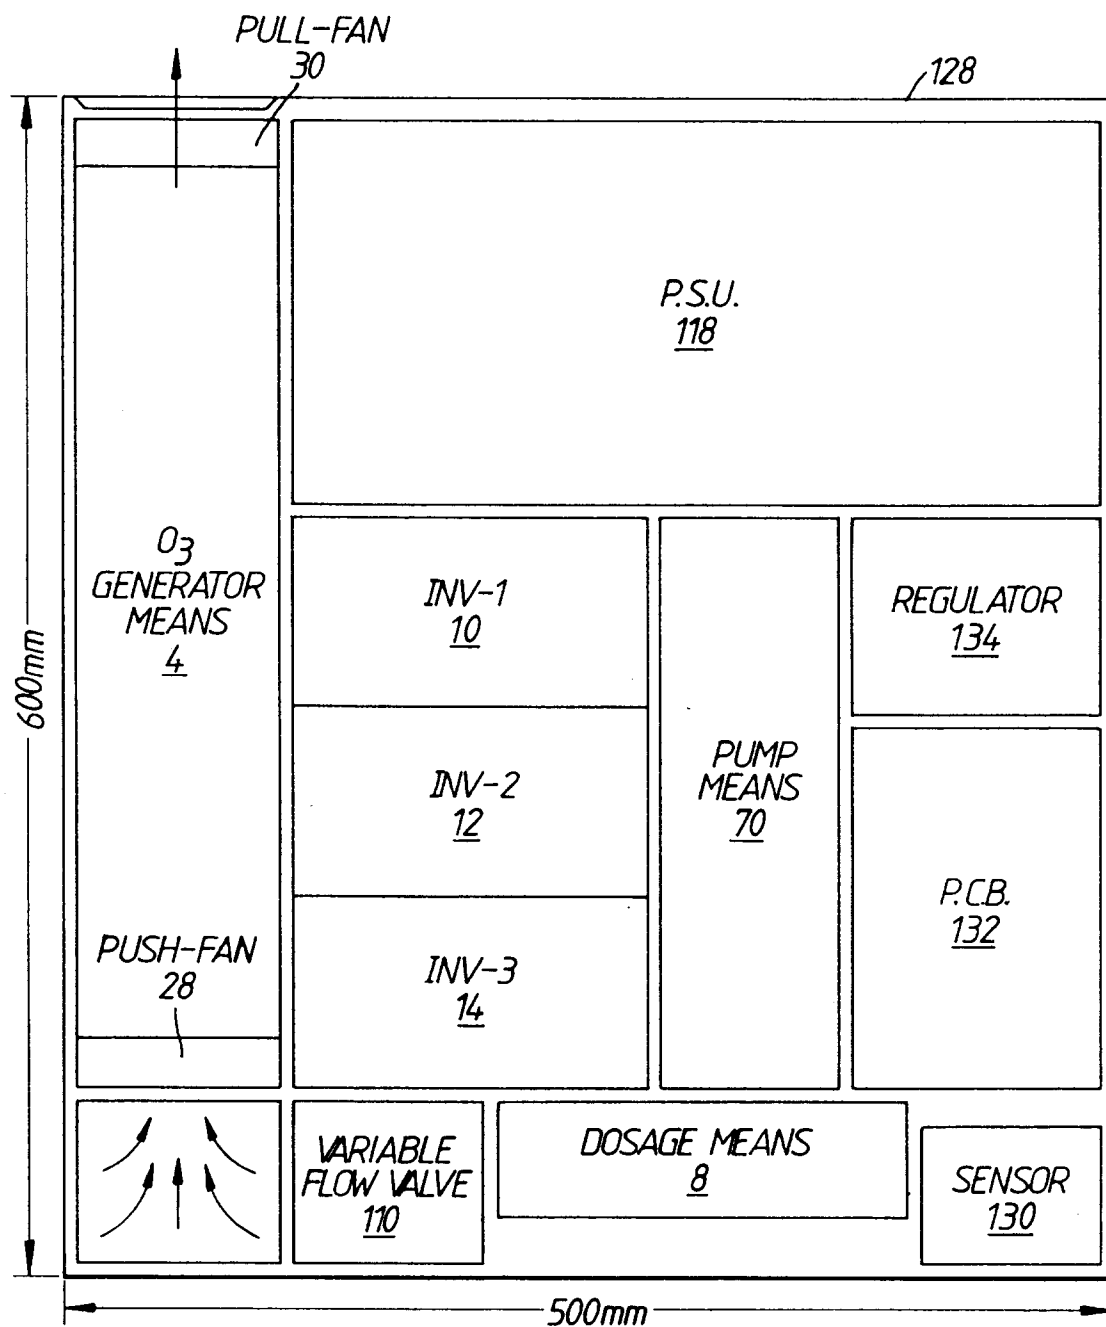 PULL-FAN
30
128
P.S.U.
118
O3
GENERATOR
MEANS
4
INV-1
10
REGULATOR
134
600mm
INV-2
12
PUMP
MEANS
70
P.C.B.
132
PUSH-FAN
28
INV-3
14
VARIABLE
FLOW VALVE
110
DOSAGE MEANS
8
SENSOR
130
500mm